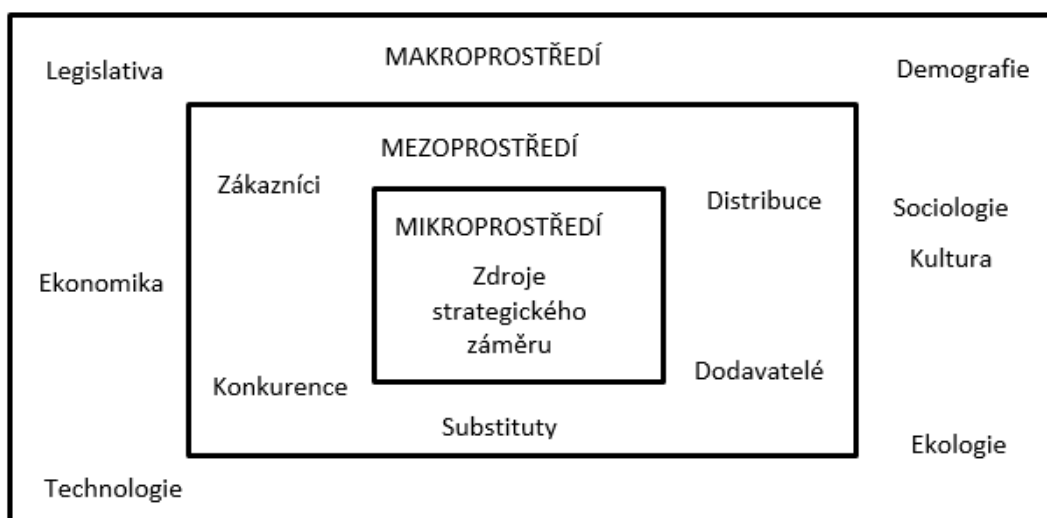 MAKROPROSTŘEDÍ
Legislativa
Demografie
MEZOPROSTŘEDÍ
Zákazníci
Distribuce
Sociologie
MIKROPROSTŘEDÍ
Kultura
Ekonomika
Zdroje
strategického
záměru
Konkurence
Dodavatelé
Substituty
Ekologie
Technologie